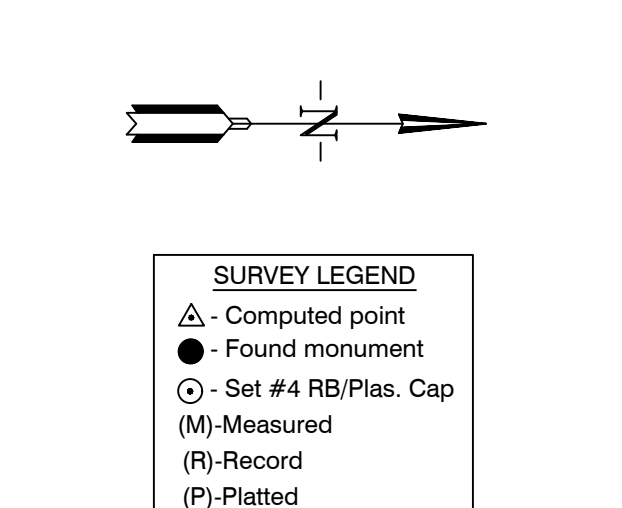 N
SURVEY LEGEND
- Computed point
- Found monument
- Set #4 RB/Plas. Cap
(M)-Measured
(R)-Record
(P)-Platted